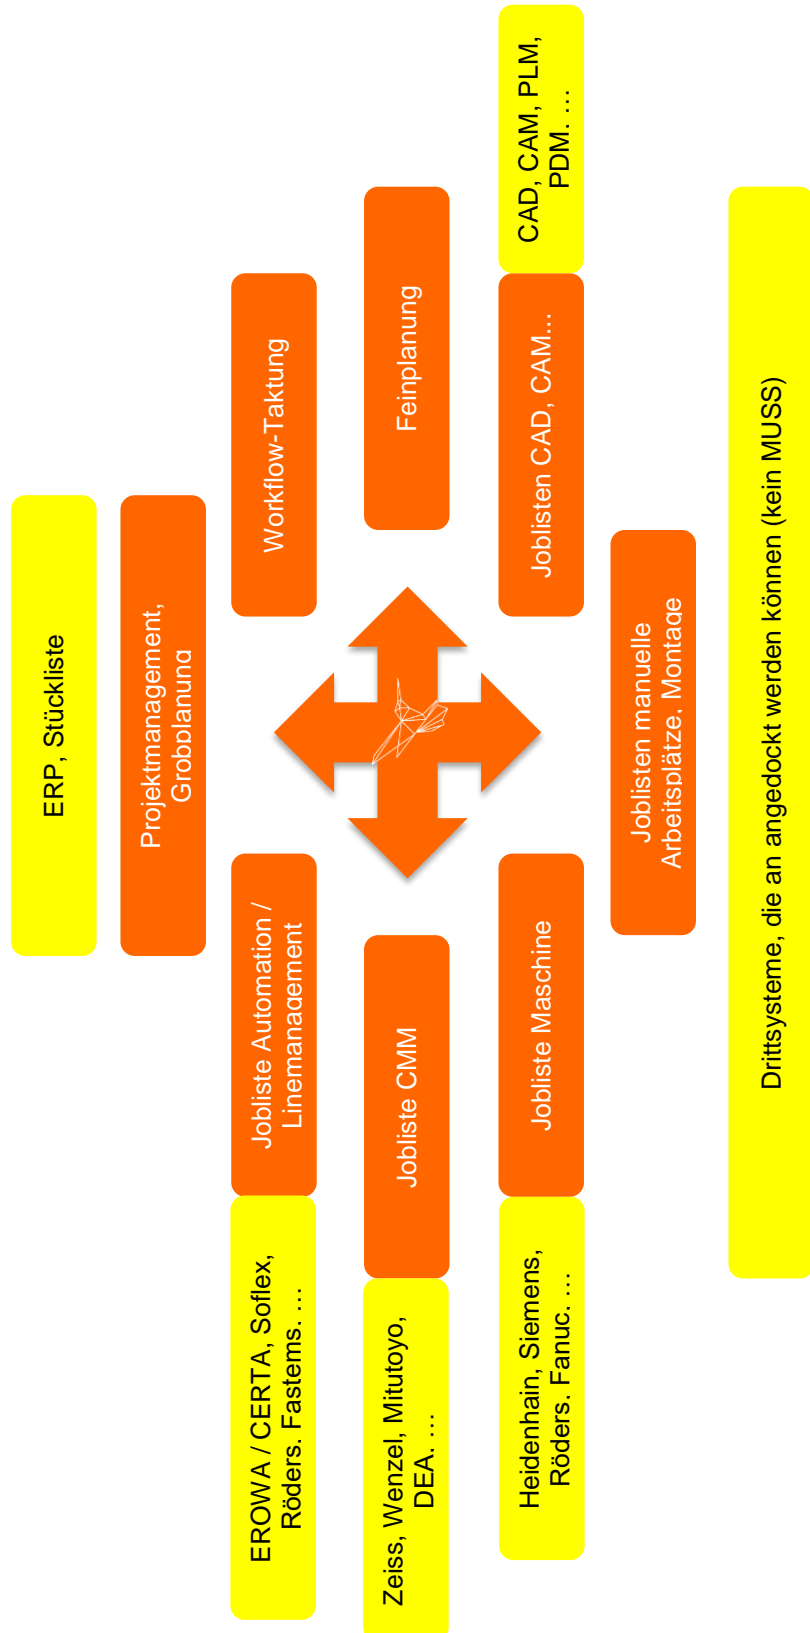 ERP, Stückliste
Projektmanagement,
Grobplanung
Jobliste Automation /
Linemanagement
EROWA / CERTA, Soflex,
Röders. Fastems. …
Workflow-Taktung
Jobliste CMM
Zeiss, Wenzel, Mitutoyo,
DEA. …
Feinplanung
Jobliste Maschine
Heidenhain, Siemens,
Röders. Fanuc. …
Joblisten CAD, CAM...
CAD, CAM, PLM,
PDM. …
Joblisten manuelle
Arbeitsplätze. Montage
Drittsysteme, die an angedockt werden können (kein MUSS)